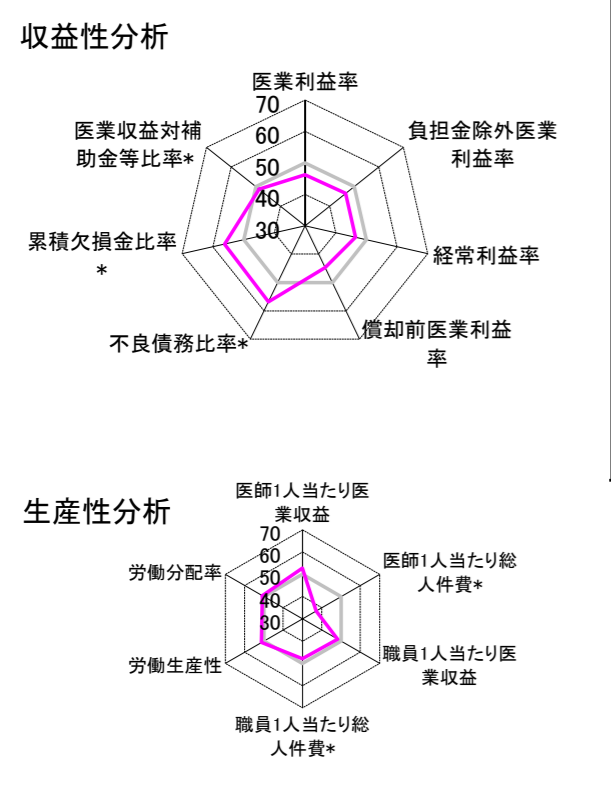 収益性分析
医業利益率
70
60
50
40
30
負担金除外医業
利益率
経常利益率
償却前医業利益
率
不良債務比率*
累積欠損金比率
*
医業収益対補
助金等比率*
生産性分析
医師1人当たり医
業収益
70
60
50
40
30
医師1人当たり総
人件費*
職員1人当たり医
業収益
職員1人当たり総
人件費*
労働生産性
労働分配率